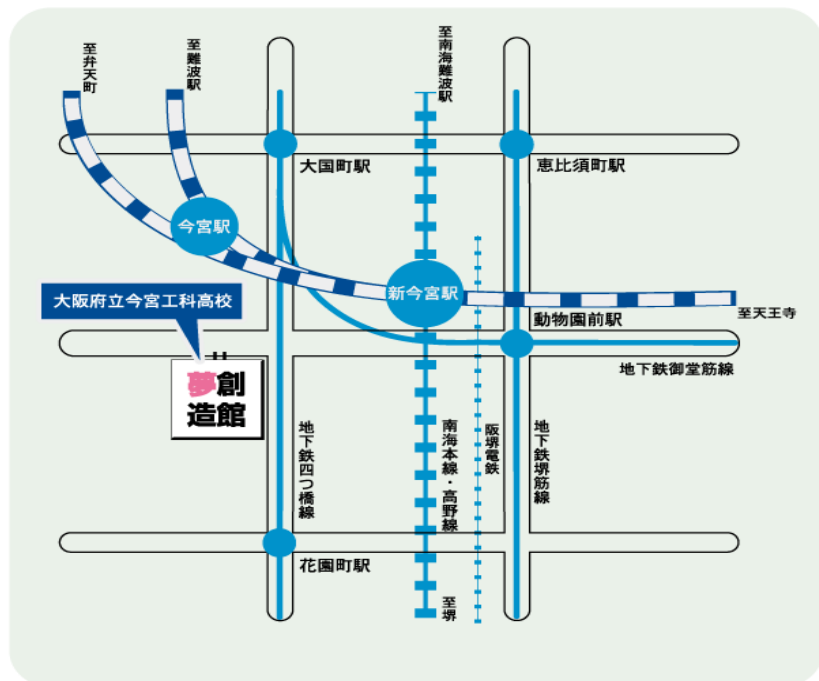 至弁天町
至難波駅
至南海難波駅
大国町駅
恵比須町駅
今宮駅
新今宮駅
大阪府立今宮工科高校
至天王寺
動物園前駅
地下鉄御堂筋線
夢創
造館
地下鉄四つ橋線
南海本線・高野線
阪堺電鉄
地下鉄堺筋線
花園町駅
至堺